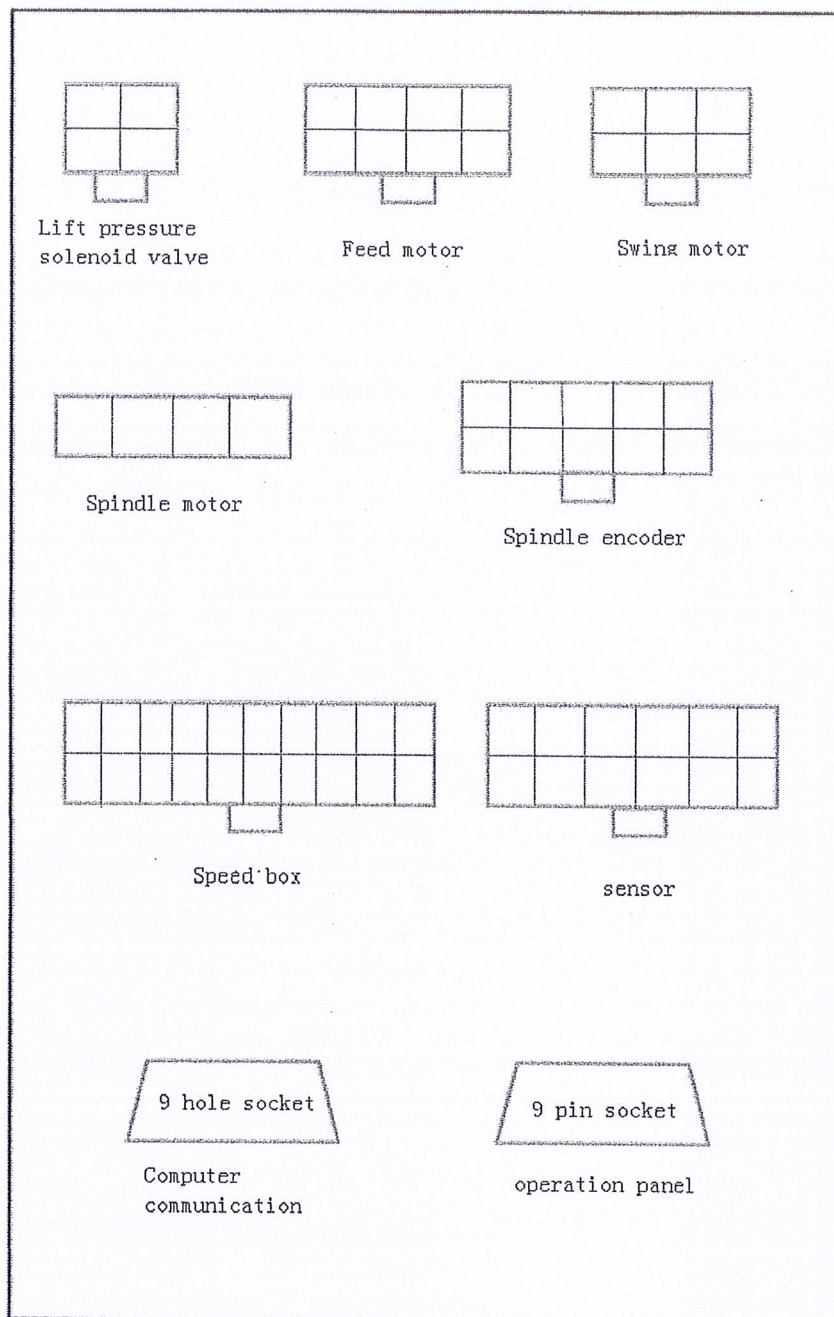 Lift pressure
solenoid valve
Feed motor
Swing motor
Spindle motor
Spindle encoder
Speed box
sensor
9 hole socket
9 pin socket
Computer
communication
operation panel